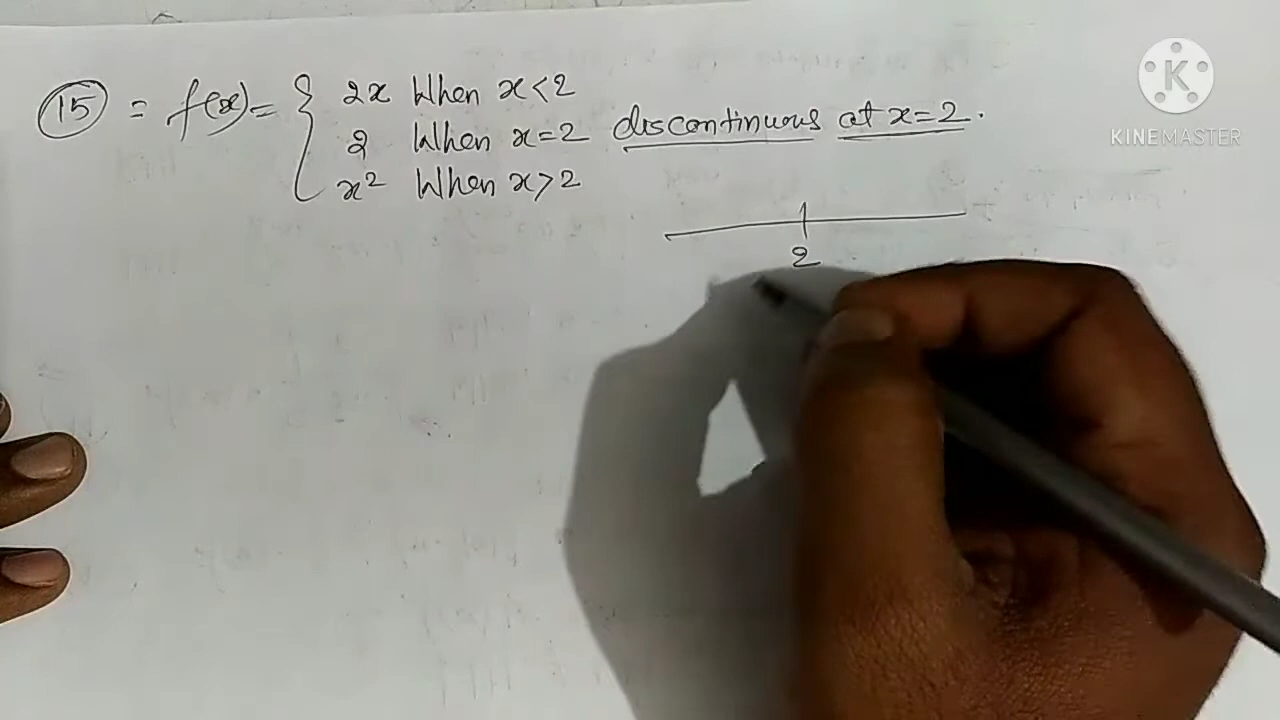 15 = f(x) = { 2x When x<2
2 When x=2 discontinuous at x=2.
x² When x>2
2
K
KINEMASTER